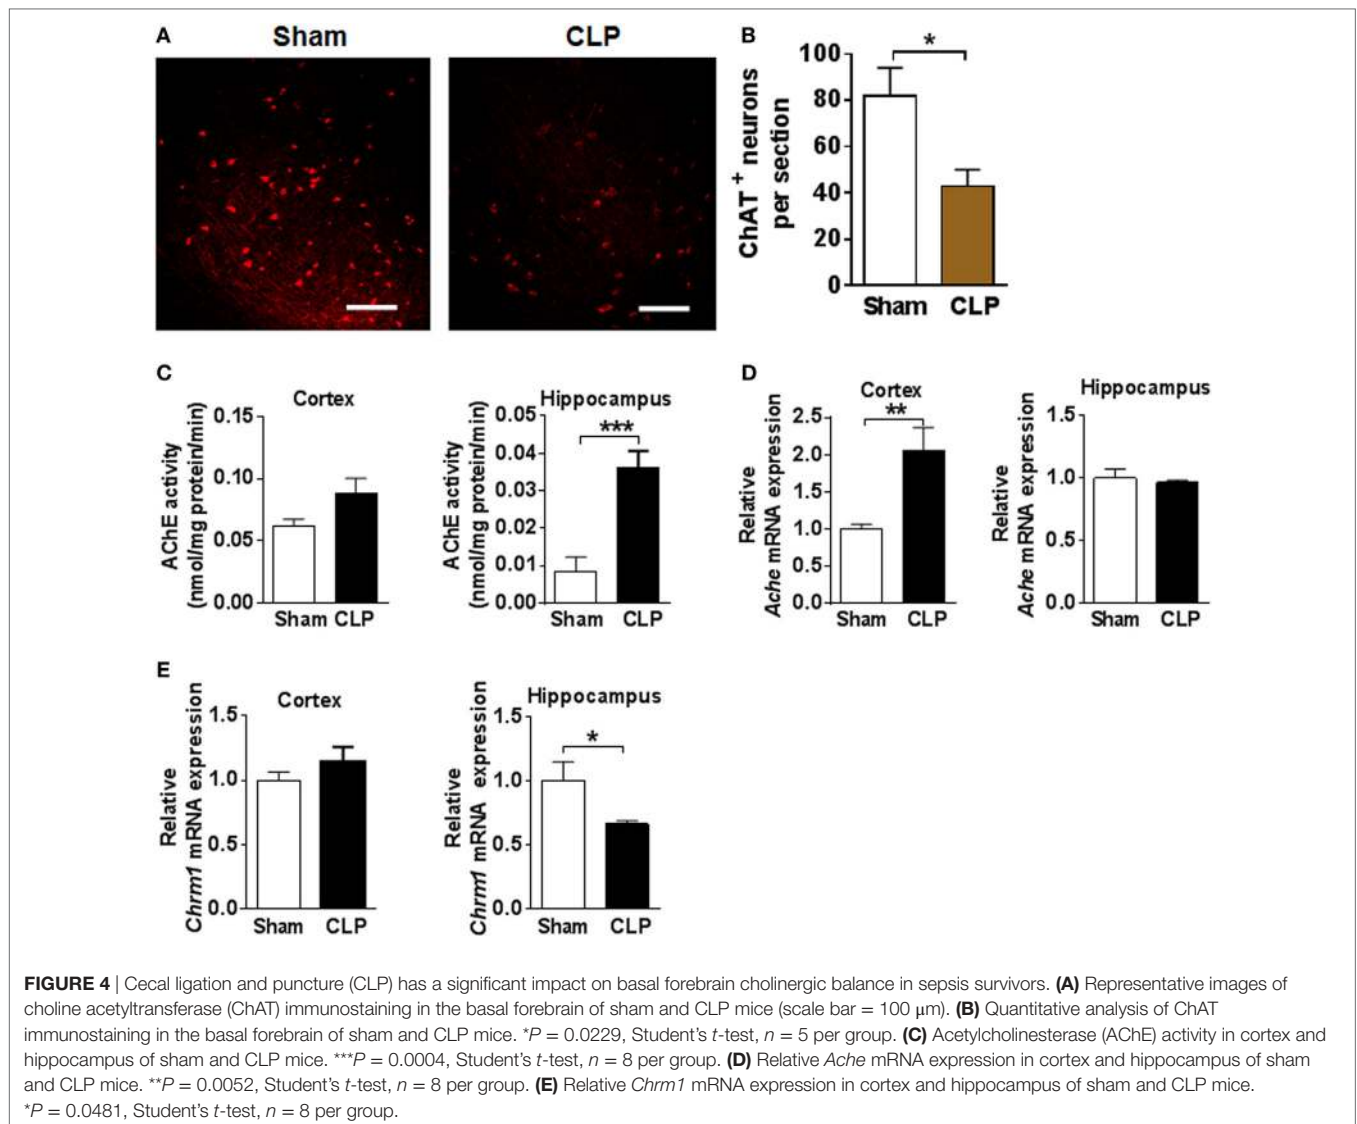 A
Sham
CLP
B
ChAT + neurons
per section
100
80
60
40
20
0
*
Sham
CLP
C
Cortex
AChE activity
(nmol/mg protein/min)
0.15
0.10
0.05
0.00
Sham CLP
Hippocampus
AChE activity
(nmol/mg protein/min)
0.05
0.04
0.03
0.02
0.01
0.00
***
Sham CLP
D
Cortex
Relative
Ache mRNA expression
2.5
2.0
1.5
1.0
0.5
0.0
**
Sham CLP
Hippocampus
Relative
Ache mRNA expression
1.5
1.0
0.5
0.0
Sham CLP
E
Cortex
Relative
Chrm1 mRNA expression
1.5
1.0
0.5
0.0
Sham CLP
Hippocampus
Relative
Chrm1 mRNA expression
1.5
1.0
0.5
0.0
*
Sham CLP
FIGURE 4 | Cecal ligation and puncture (CLP) has a significant impact on basal forebrain cholinergic balance in sepsis survivors. (A) Representative images of
choline acetyltransferase (ChAT) immunostaining in the basal forebrain of sham and CLP mice (scale bar = 100 μm). (B) Quantitative analysis of ChAT
immunostaining in the basal forebrain of sham and CLP mice. *P = 0.0229, Student's t-test, n = 5 per group. (C) Acetylcholinesterase (AChE) activity in cortex and
hippocampus of sham and CLP mice. ***P = 0.0004, Student's t-test, n = 8 per group. (D) Relative Ache mRNA expression in cortex and hippocampus of sham
and CLP mice. **P = 0.0052, Student's t-test, n = 8 per group. (E) Relative Chrm1 mRNA expression in cortex and hippocampus of sham and CLP mice.
*P = 0.0481, Student's t-test, n = 8 per group.